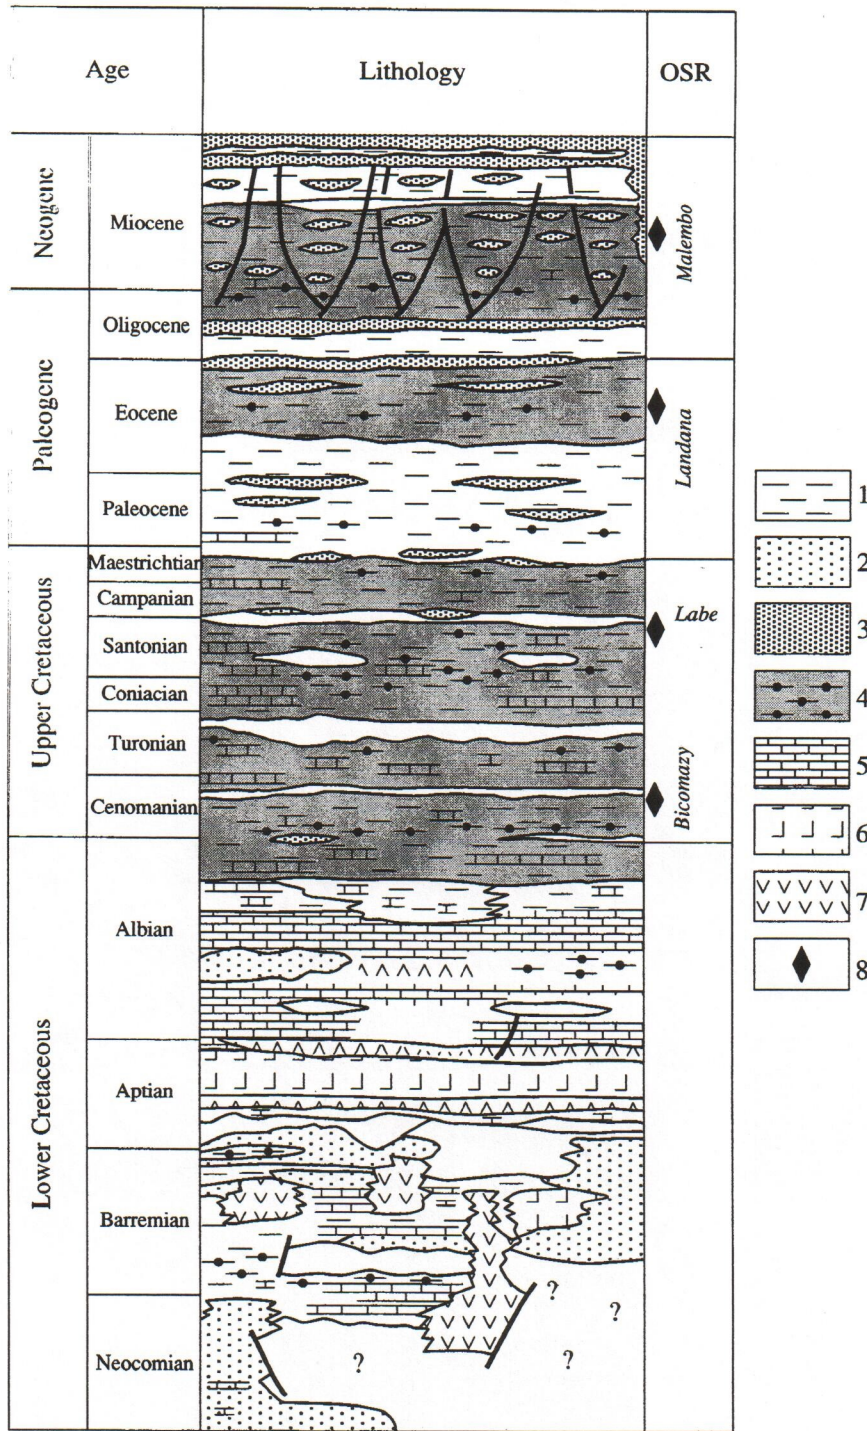 Age Lithology OSR
Neogene
Miocene
Malembo
Paleogene
Oligocene
Eocene
Landana
Paleocene
Upper Cretaceous
Maestrichtian
Campanian
Labe
Santonian
Coniacian
Turonian
Bicomazy
Cenomanian
Lower Cretaceous
Albian
Aptian
Barremian
Neocomian
?
?
?
?
1
2
3
4
5
6
7
8